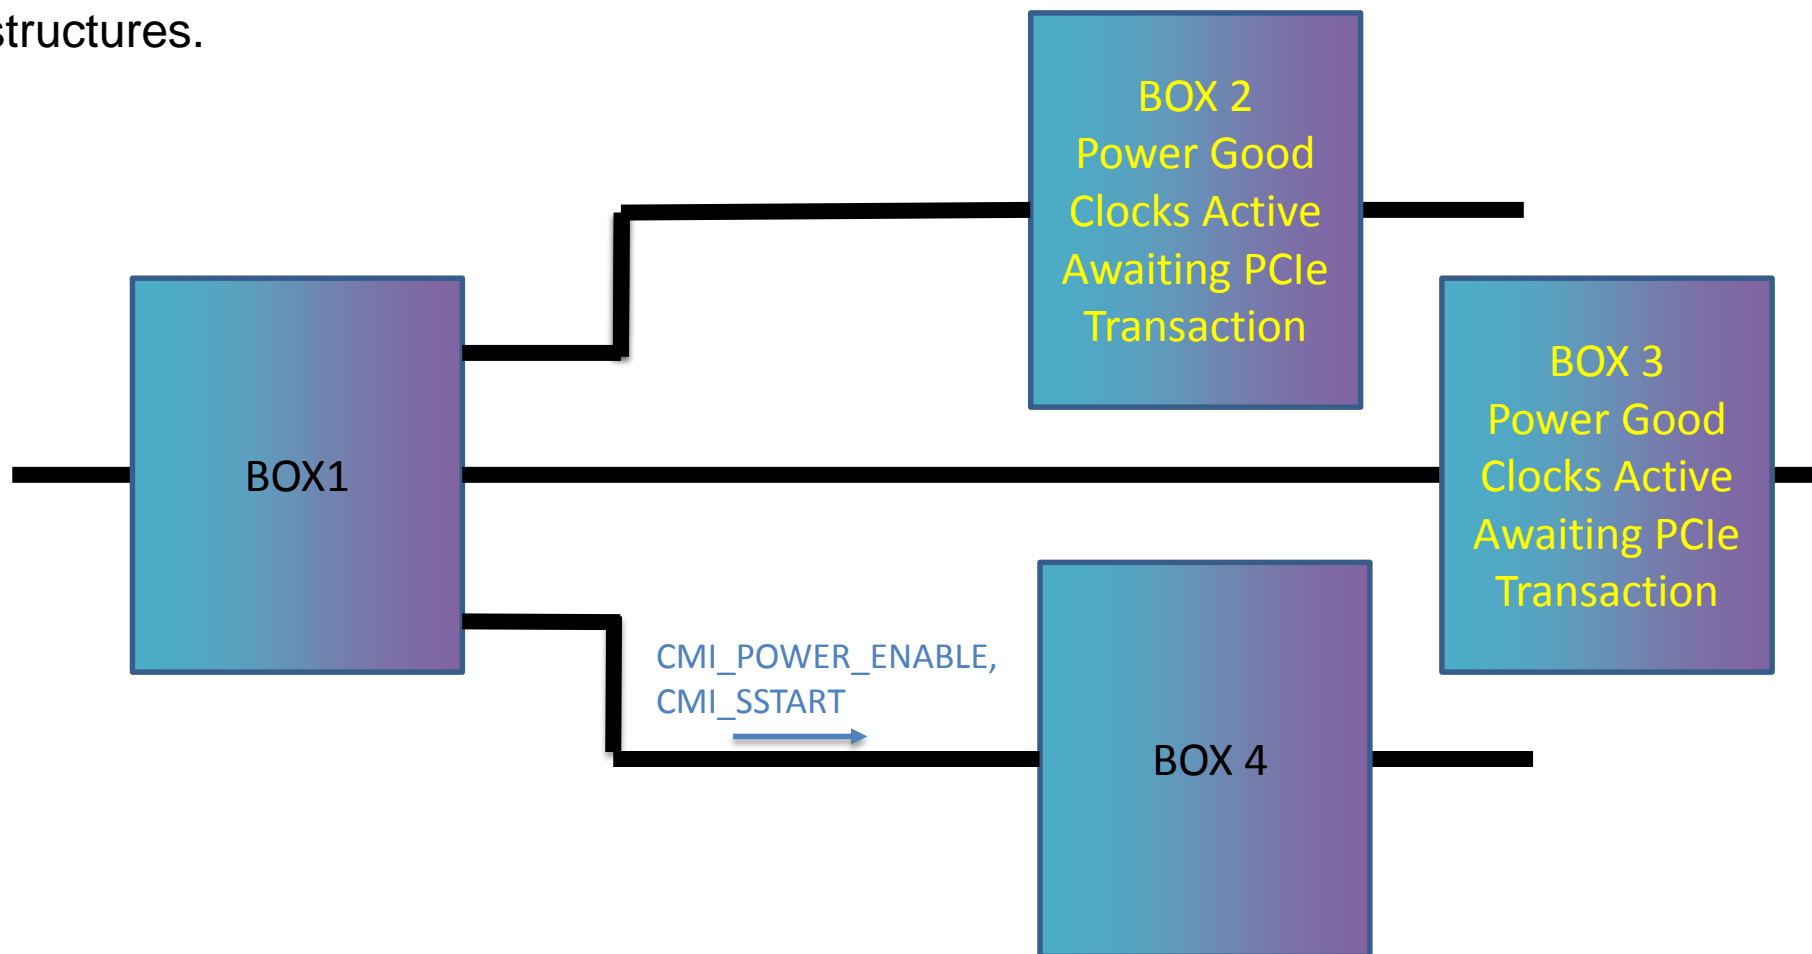 structures.
BOX 2
Power Good
Clocks Active
Awaiting PCIe
Transaction
BOX1
BOX 3
Power Good
Clocks Active
Awaiting PCIe
Transaction
CMI_POWER_ENABLE,
CMI_SSTART
BOX 4